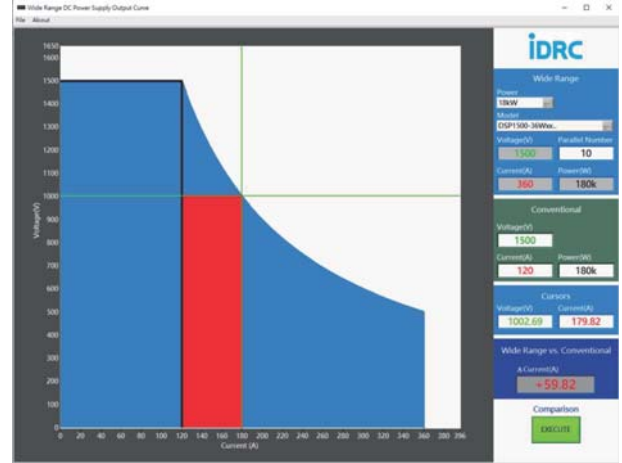 Wide Range DC Power Supply Output Curve
File About
iDRC
Wide Range
Power
18kW
Model
DSP1500-36Wxx..
Voltage(V) Parallel Number
1500 10
Current(A) Power(W)
360 180k
Conventional
Voltage(V)
1500
Current(A) Power(W)
120 180k
Cursors
Voltage(V) Current(A)
1002.69 179.82
Wide Range vs. Conventional
Δ Current(A)
+59.82
Comparison
EXECUTE
Voltage(V)
1650
1600
1500
1400
1300
1200
1100
1000
900
800
700
600
500
400
300
200
100
0
0 20 40 60 80 100 120 140 160 180 200 220 240 260 280 300 320 340 360 380 396
Current (A)